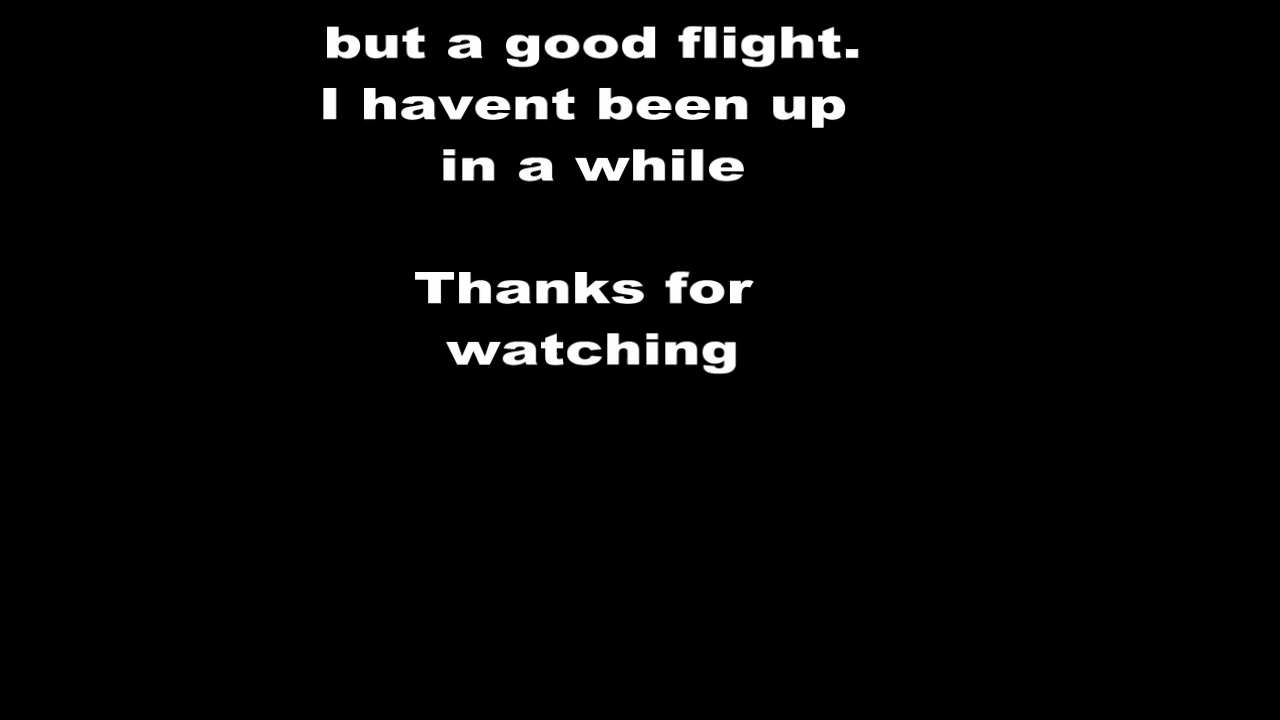 but a good flight.
I havent been up
in a while
Thanks for
watching